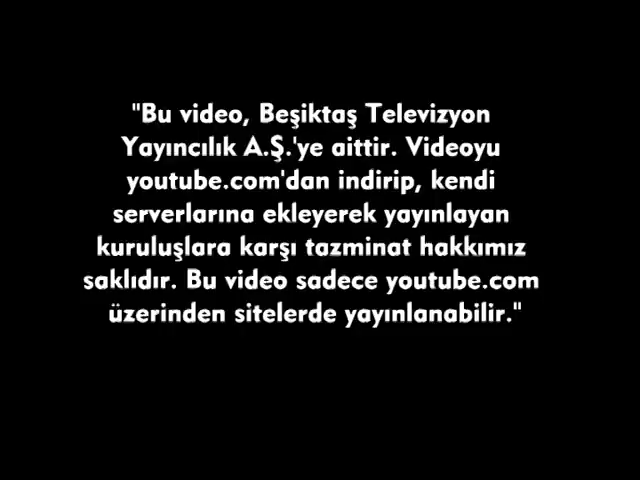 "Bu video, Beşiktaş Televizyon
Yayıncılık A.Ş.'ye aittir. Videoyu
youtube.com'dan indirip, kendi
serverlarına ekleyerek yayınlayan
kuruluşlara karşı tazminat hakkımız
saklıdır. Bu video sadece youtube.com
üzerinden sitelerde yayınlanabilir."